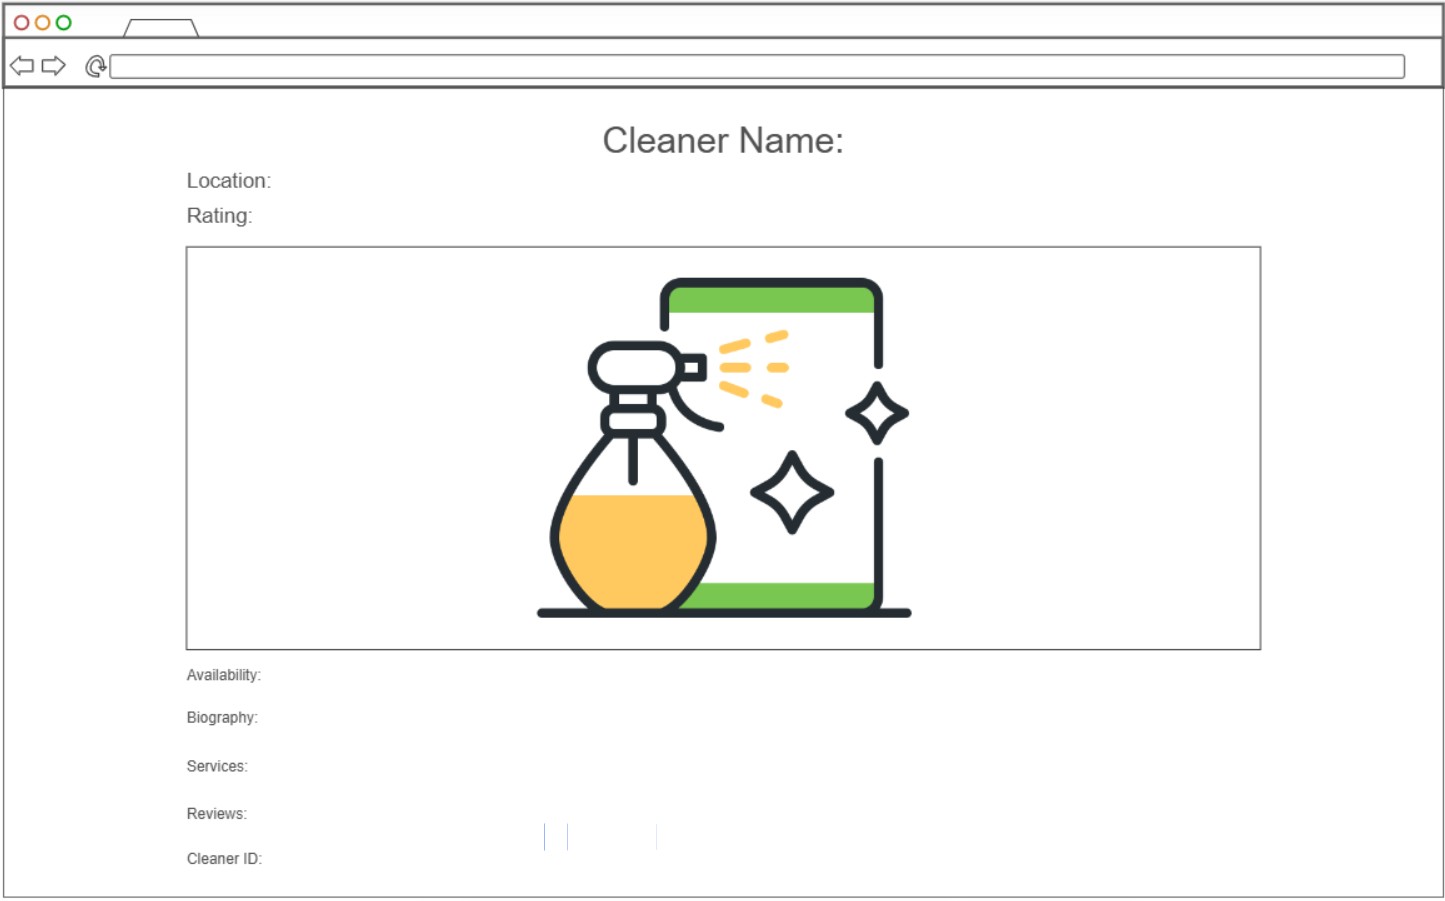 Cleaner Name:
Location:
Rating:
Availability:
Biography:
Services:
Reviews:
Cleaner ID: